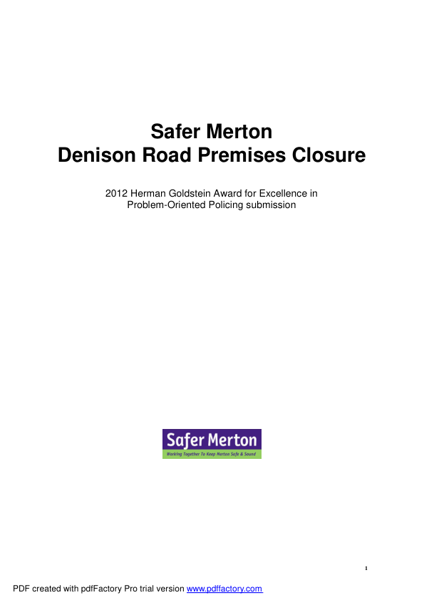 Safer Merton
Denison Road Premises Closure
2012 Herman Goldstein Award for Excellence in
Problem-Oriented Policing submission
Safer Merton
Working Together To Keep Merton Safe & Sound
1
PDF created with pdfFactory Pro trial version www.pdffactory.com